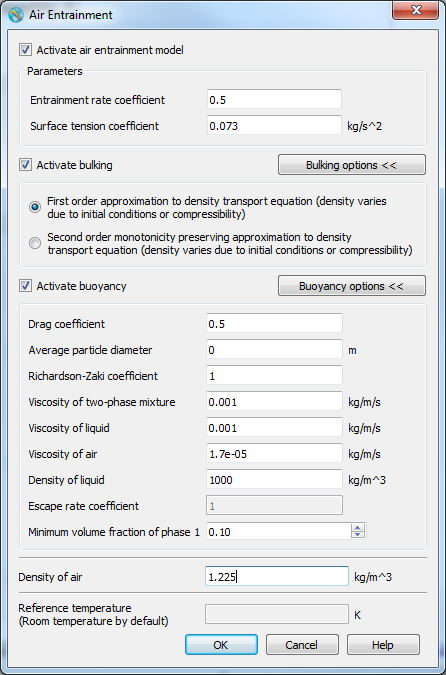 Air Entrainment
Activate air entrainment model
Parameters
Entrainment rate coefficient 0.5
Surface tension coefficient 0.073 kg/s^2
Activate bulking Bulking options <<
First order approximation to density transport equation (density varies
due to initial conditions or compressibility)
Second order monotonicity preserving approximation to density
transport equation (density varies due to initial conditions or compressibility)
Activate buoyancy Buoyancy options <<
Drag coefficient 0.5
Average particle diameter 0 m
Richardson-Zaki coefficient 1
Viscosity of two-phase mixture 0.001 kg/m/s
Viscosity of liquid 0.001 kg/m/s
Viscosity of air 1.7e-05 kg/m/s
Density of liquid 1000 kg/m^3
Escape rate coefficient 1
Minimum volume fraction of phase 1 0.10
Density of air 1.225 kg/m^3
Reference temperature
(Room temperature by default) K
OK Cancel Help